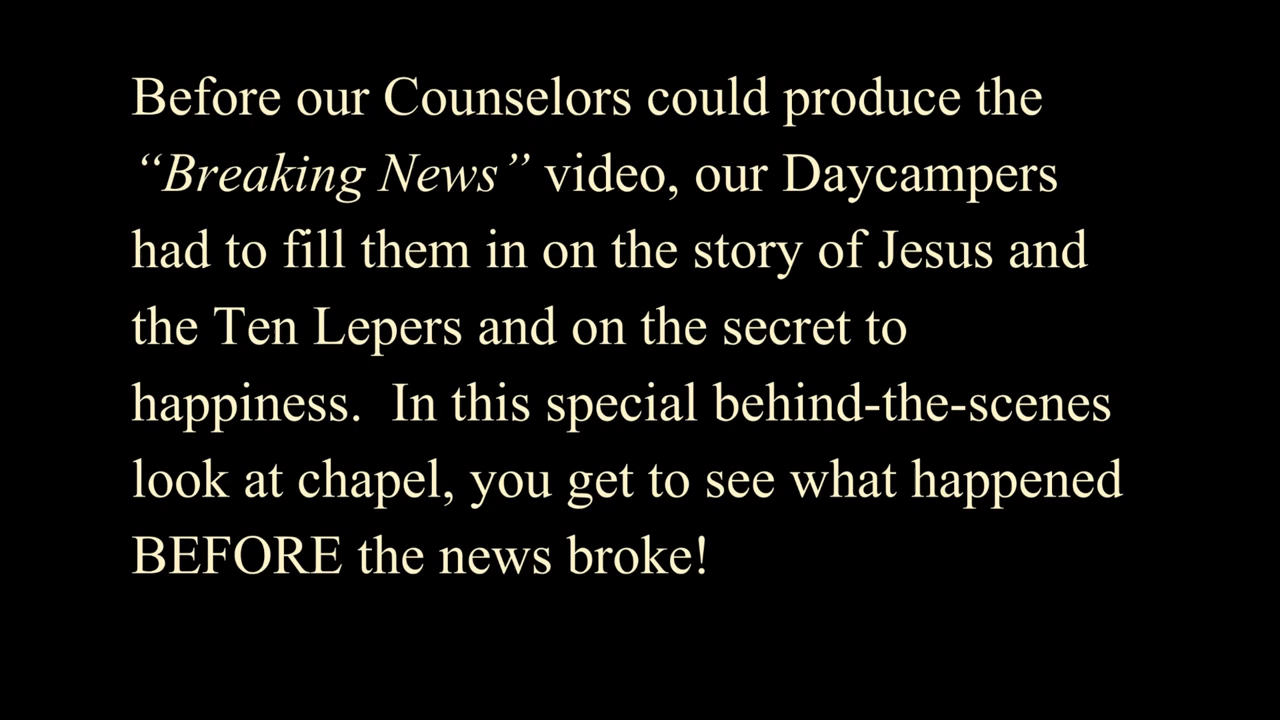 Before our Counselors could produce the
“Breaking News” video, our Daycampers
had to fill them in on the story of Jesus and
the Ten Lepers and on the secret to
happiness.  In this special behind-the-scenes
look at chapel, you get to see what happened
BEFORE the news broke!